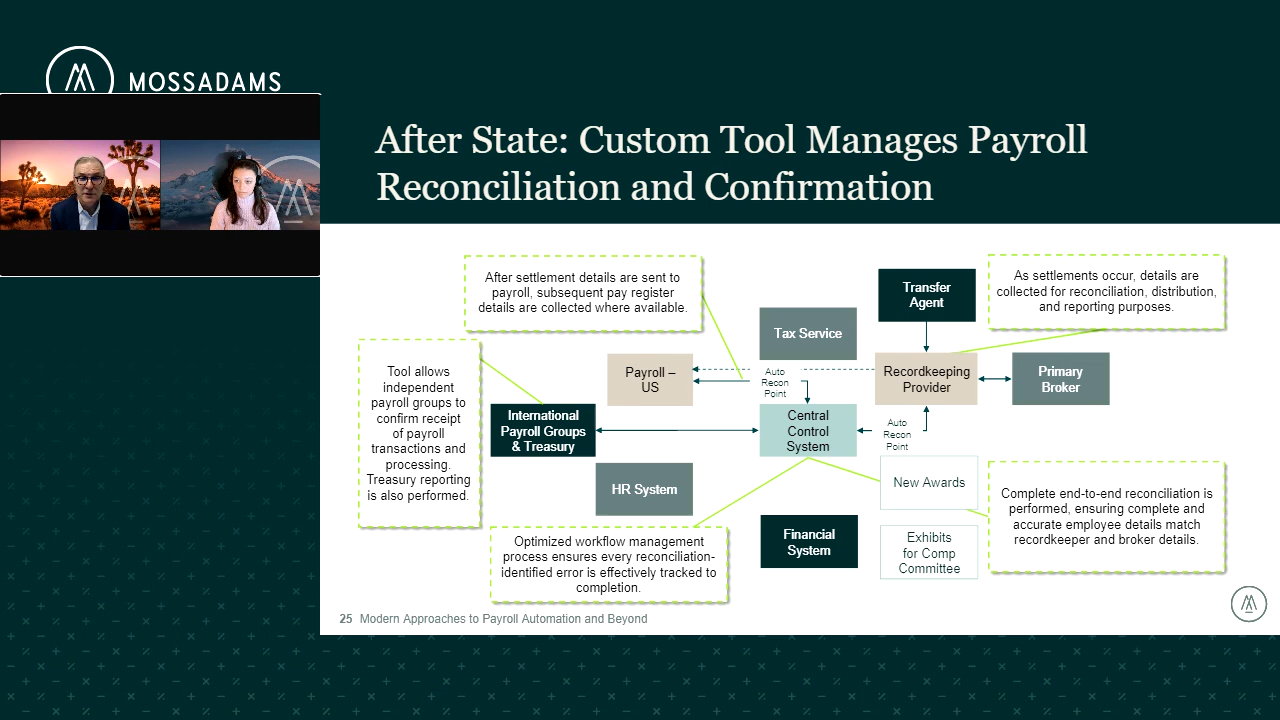 MOSSADAMS
After State: Custom Tool Manages Payroll
Reconciliation and Confirmation
After settlement details are sent to
payroll, subsequent pay register
details are collected where available.
Transfer
Agent
As settlements occur, details are
collected for reconciliation, distribution,
and reporting purposes.
Tax Service
Tool allows
independent
payroll groups to
confirm receipt
of payroll
transactions and
processing.
Treasury reporting
is also performed.
Payroll –
US
Auto
Recon
Point
Recordkeeping
Provider
Primary
Broker
International
Payroll Groups
& Treasury
Central
Control
System
Auto
Recon
Point
HR System
New Awards
Complete end-to-end reconciliation is
performed, ensuring complete and
accurate employee details match
recordkeeper and broker details.
Optimized workflow management
process ensures every reconciliation-
identified error is effectively tracked to
completion.
Financial
System
Exhibits
for Comp
Committee
25 Modern Approaches to Payroll Automation and Beyond